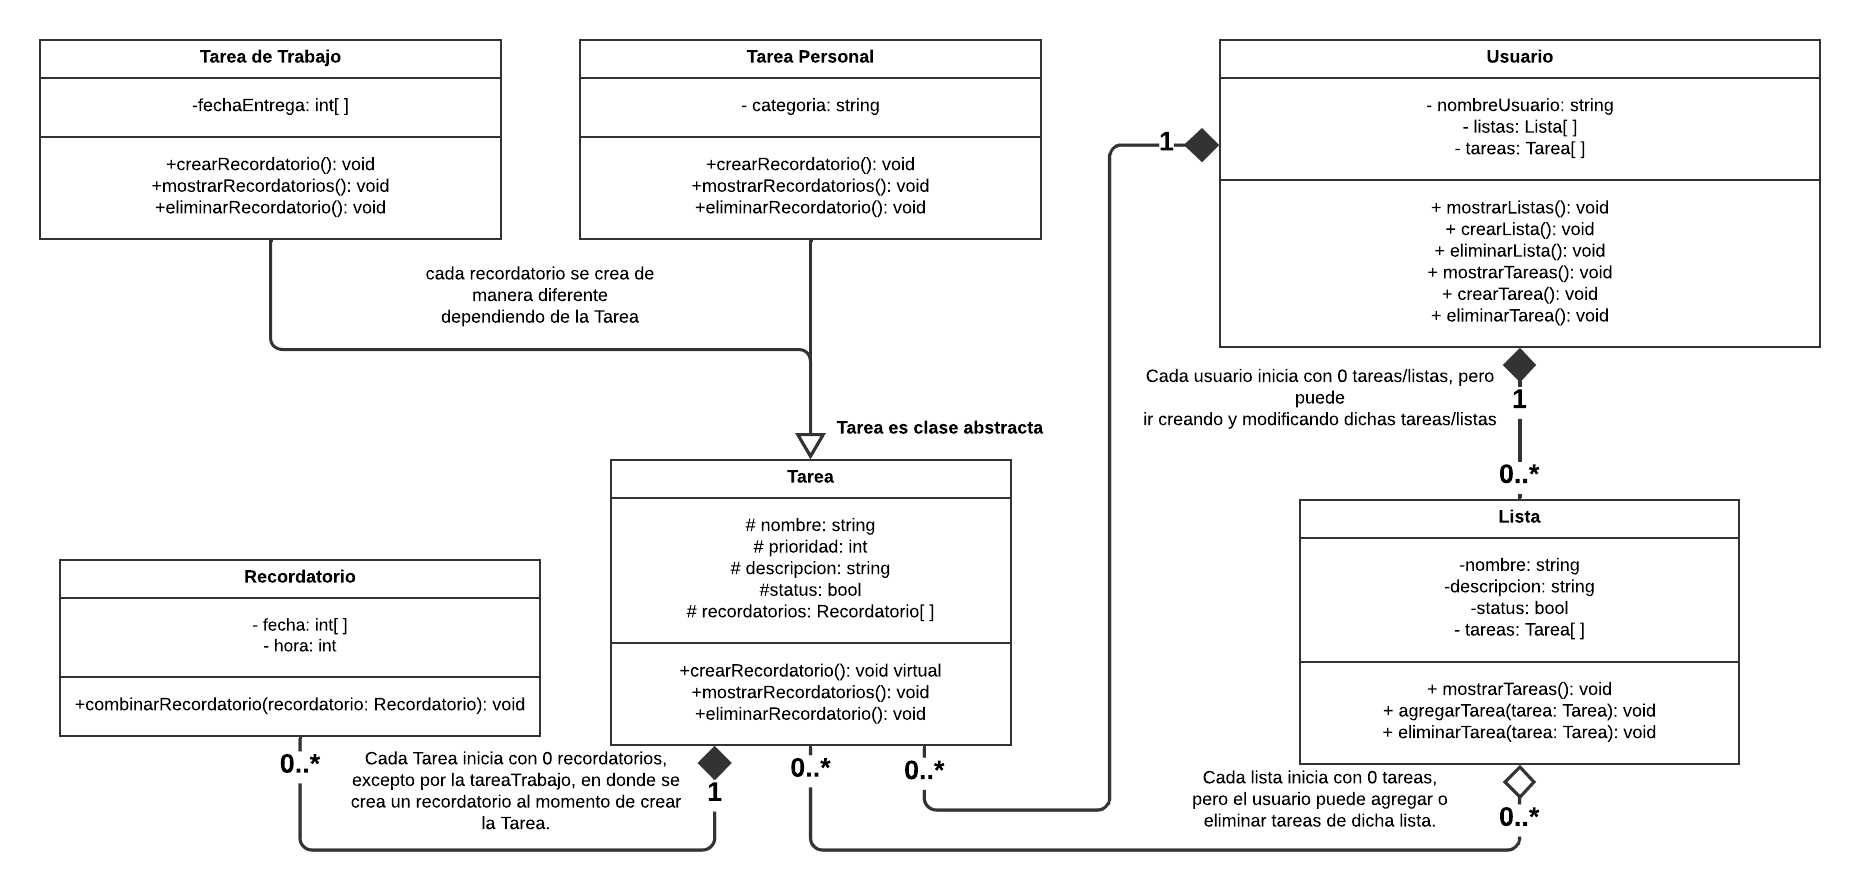 Tarea de Trabajo
-fechaEntrega: int[ ]
+crearRecordatorio(): void
+mostrarRecordatorios(): void
+eliminarRecordatorio(): void
Tarea Personal
- categoria: string
+crearRecordatorio(): void
+mostrarRecordatorios(): void
+eliminarRecordatorio(): void
Usuario
- nombreUsuario: string
- listas: Lista[ ]
- tareas: Tarea[ ]
+ mostrarListas(): void
+ crearLista(): void
+ eliminarLista(): void
+ mostrarTareas(): void
+ crearTarea(): void
+ eliminarTarea(): void
1
cada recordatorio se crea de
manera diferente
dependiendo de la Tarea
Cada usuario inicia con 0 tareas/listas, pero
puede
ir creando y modificando dichas tareas/listas
1
0..*
Tarea es clase abstracta
Tarea
# nombre: string
# prioridad: int
# descripcion: string
#status: bool
# recordatorios: Recordatorio[ ]
+crearRecordatorio(): void virtual
+mostrarRecordatorios(): void
+eliminarRecordatorio(): void
Lista
-nombre: string
-descripcion: string
-status: bool
- tareas: Tarea[ ]
+ mostrarTareas(): void
+ agregarTarea(tarea: Tarea): void
+ eliminarTarea(tarea: Tarea): void
Recordatorio
- fecha: int[ ]
- hora: int
+combinarRecordatorio(recordatorio: Recordatorio): void
0..*
Cada Tarea inicia con 0 recordatorios,
excepto por la tareaTrabajo, en donde se
crea un recordatorio al momento de crear
la Tarea.
1
0..*
0..*
Cada lista inicia con 0 tareas,
pero el usuario puede agregar o
eliminar tareas de dicha lista.
0..*